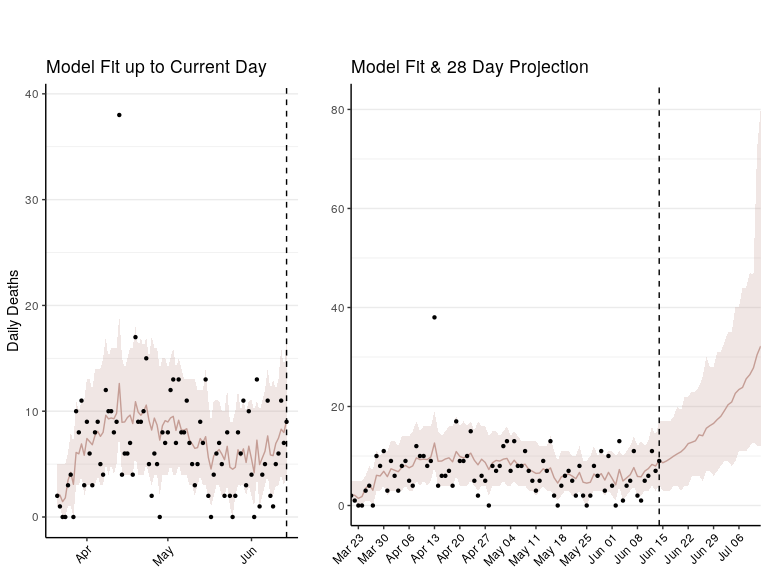 Model Fit up to Current Day
Model Fit & 28 Day Projection
Daily Deaths
40
30
20
10
0
Apr
May
Jun
80
60
40
20
0
Mar 23
Mar 30
Apr 06
Apr 13
Apr 20
Apr 27
May 04
May 11
May 18
May 25
Jun 01
Jun 08
Jun 15
Jun 22
Jun 29
Jul 06